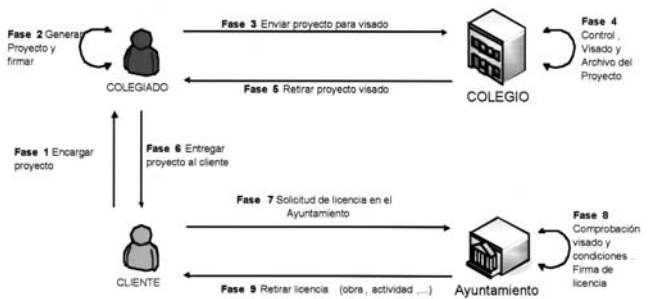 Fase 2 Generar
Proyecto y
firmar
COLEGIADO
Fase 3 Enviar proyecto para visado
Fase 4
Control ,
Visado y
Archivo del
Proyecto
COLEGIO
Fase 5 Retirar proyecto visado
Fase 1 Encargar
proyecto
Fase 6 Entregar
proyecto al cliente
Fase 7 Solicitud de licencia en el
Ayuntamiento
Fase 8
Comprobación
visado y
condiciones .
Firma de
licencia
CLIENTE
Fase 9 Retirar licencia (obra , actividad ,...)
Ayuntamiento